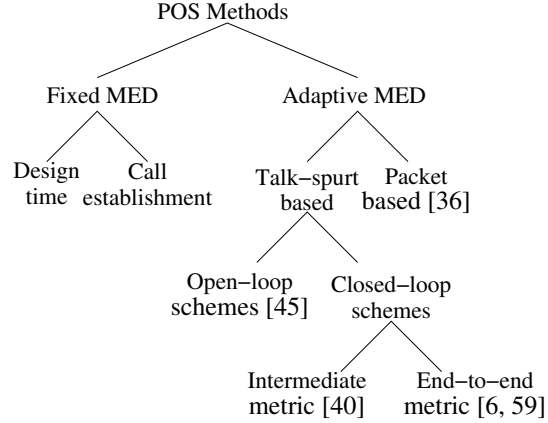 POS Methods
Fixed MED
Adaptive MED
Design
time
Call
establishment
Talk−spurt
based
Packet
based [36]
Open−loop
schemes [45]
Closed−loop
schemes
Intermediate
metric [40]
End−to−end
metric [6, 59]